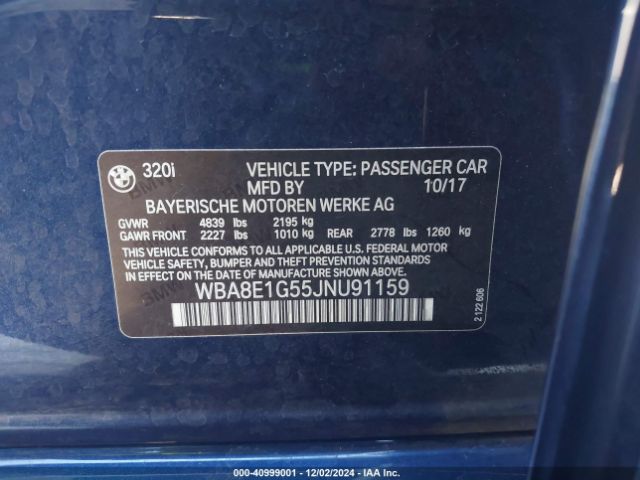 320i VEHICLE TYPE: PASSENGER CAR
MFD BY 10/17
BAYERISCHE MOTOREN WERKE AG
GVWR 4839 lbs 2195 kg
GAWR FRONT 2227 lbs 1010 kg REAR 2778 lbs 1260 kg
THIS VEHICLE CONFORMS TO ALL APPLICABLE U.S. FEDERAL MOTOR
VEHICLE SAFETY, BUMPER AND THEFT PREVENTION STANDARDS
IN EFFECT ON THE DATE OF MANUFACTURE SHOWN ABOVE.
WBA8E1G55JNU91159
2 122 606
000-40999001 - 12/02/2024 - IAA Inc.